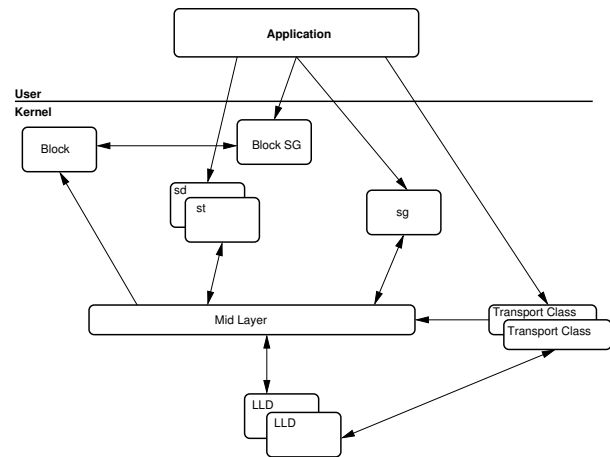 Application
User
Kernel
Block
Block SG
sd
st
sg
Mid Layer
Transport Class
Transport Class
LLD
LLD